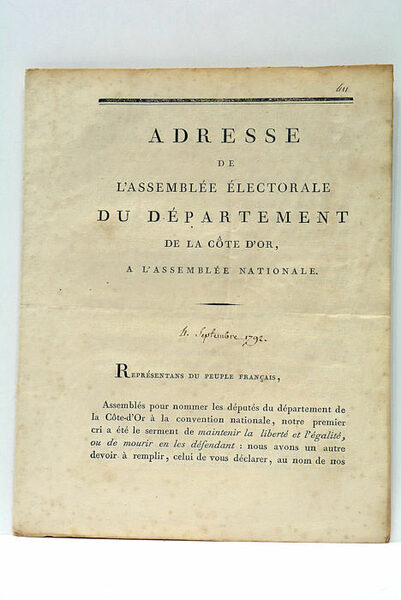 ADRESSE
DE
L'ASSEMBLÉE ÉLECTORALE
DU DÉPARTEMENT
DE LA CÔTE D'OR,
A L'ASSEMBLÉE NATIONALE.
4. Septembre 1792.
REPRÉSENTANS DU PEUPLE FRANÇAIS,
Assemblés pour nommer les députés du département de
la Côte-d'Or à la convention nationale, notre premier
cri a été le serment de maintenir la liberté et l'égalité,
ou de mourir en les défendant : nous avons un autre
devoir à remplir, celui de vous déclarer, au nom de nos